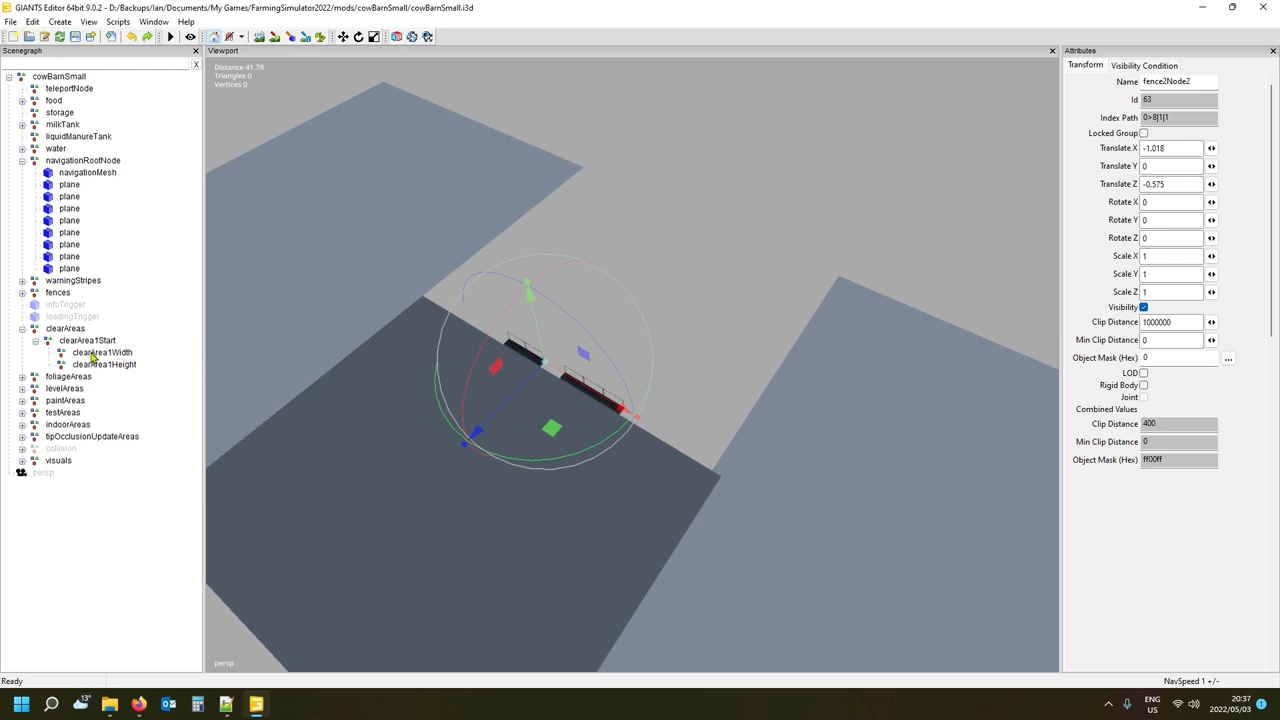 GIANTS Editor 64bit 9.0.2 - D:/Backups/Ian/Documents/My Games/FarmingSimulator2022/mods/cowBarnSmall/cowBarnSmall.i3d
File Edit Create View Scripts Window Help
Scenegraph
Viewport
Attributes
X
cowBarnSmall
teleportNode
food
storage
milkTank
liquidManureTank
water
navigationRootNode
navigationMesh
plane
plane
plane
plane
plane
plane
plane
plane
warningStripes
fences
infoTrigger
loadingTrigger
clearAreas
clearArea1Start
clearArea1Width
clearArea1Height
foliageAreas
levelAreas
paintAreas
testAreas
indoorAreas
tipOcclusionUpdateAreas
collision
visuals
persp
Distance 41.78
Triangles 0
Vertices 0
persp
Transform Visibility Condition
Name fence2Node2
Id 63
Index Path 0>8|1|1
Locked Group
Translate X -1.018
Translate Y 0
Translate Z -0.575
Rotate X 0
Rotate Y 0
Rotate Z 0
Scale X 1
Scale Y 1
Scale Z 1
Visibility
Clip Distance 1000000
Min Clip Distance 0
Object Mask (Hex) 0 ...
LOD
Rigid Body
Joint
Combined Values
Clip Distance 400
Min Clip Distance 0
Object Mask (Hex) ff00ff
Ready
NavSpeed 1 +/-
13°
ENG
US
20:37
2022/05/03
1